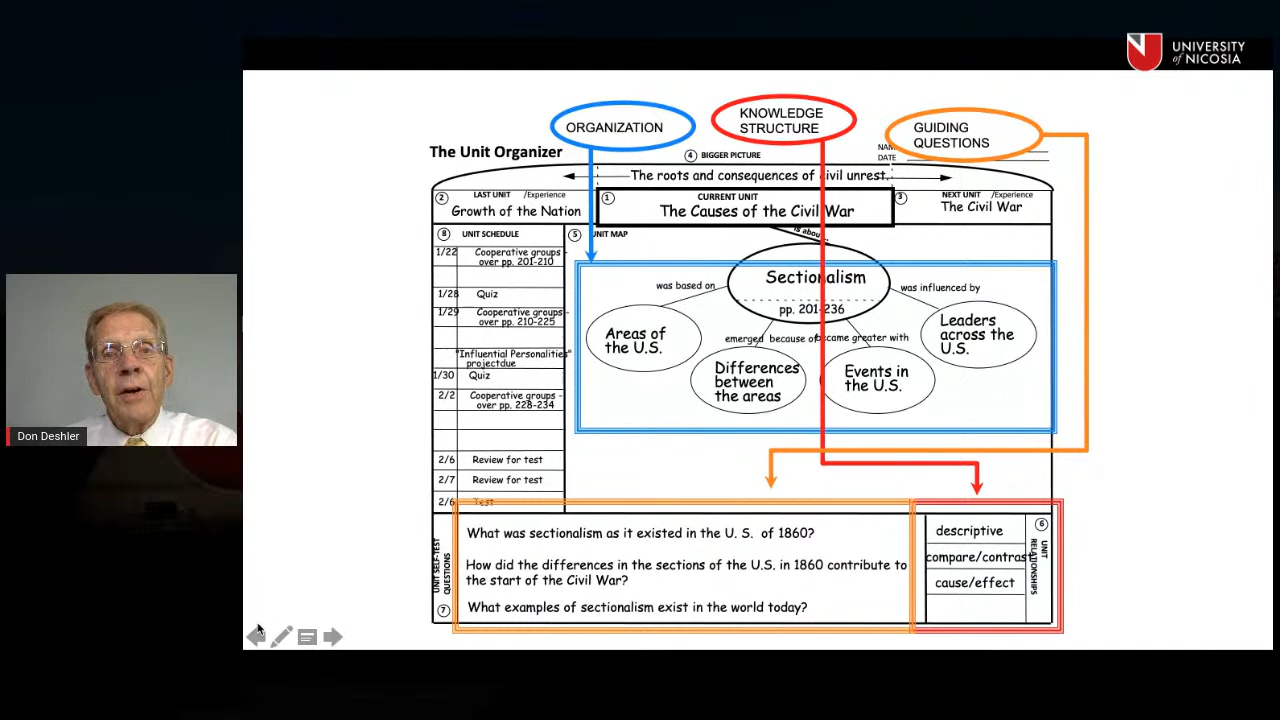 UNIVERSITY
of NICOSIA
ORGANIZATION
KNOWLEDGE
STRUCTURE
GUIDING
QUESTIONS
The Unit Organizer
4 BIGGER PICTURE
DATE
The roots and consequences of civil unrest.
2 LAST UNIT /Experience
Growth of the Nation
1 CURRENT UNIT
The Causes of the Civil War
3 NEXT UNIT /Experience
The Civil War
8 UNIT SCHEDULE
1/22 Cooperative groups -
over pp. 201-210
1/28 Quiz
1/29 Cooperative groups -
over pp. 210-225
"Influential Personalities"
projectdue
1/30 Quiz
2/2 Cooperative groups -
over pp. 228-234
2/6 Review for test
2/7 Review for test
2/6 Test
5 UNIT MAP
is about...
Sectionalism
pp. 201-236
was based on
Areas of
the U.S.
emerged because of
Differences
between
the areas
became greater with
Events in
the U.S.
was influenced by
Leaders
across the
U.S.
Don Deshler
UNIT SELF-TEST
QUESTIONS
7
What was sectionalism as it existed in the U. S. of 1860?
How did the differences in the sections of the U.S. in 1860 contribute to
the start of the Civil War?
What examples of sectionalism exist in the world today?
descriptive
compare/contrast
cause/effect
6
UNIT
RELATIONSHIPS